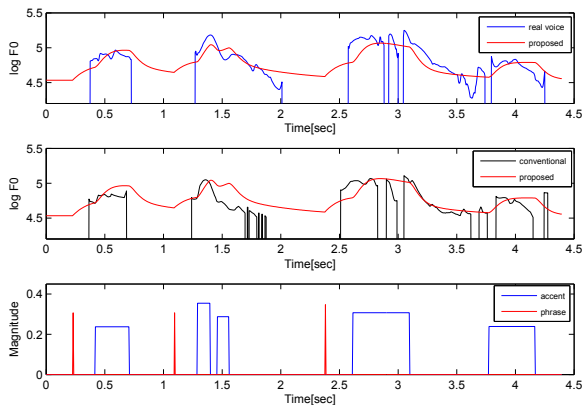 log F0
5.5
5
4.5
real voice
proposed
0 0.5 1 1.5 2 2.5 3 3.5 4 4.5
Time[sec]
log F0
5.5
5
4.5
conventional
proposed
0 0.5 1 1.5 2 2.5 3 3.5 4 4.5
Time[sec]
Magnitude
0.4
0.2
0
accent
phrase
0 0.5 1 1.5 2 2.5 3 3.5 4 4.5
Time[sec]